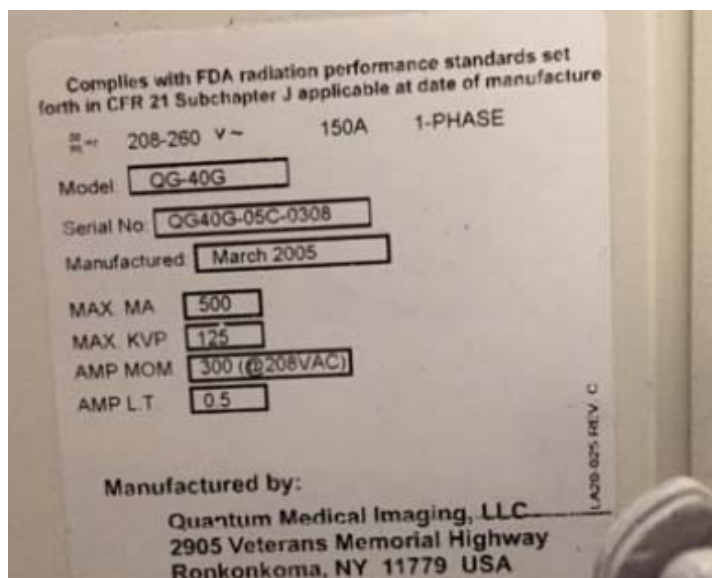 Complies with FDA radiation performance standards set
forth in CFR 21 Subchapter J applicable at date of manufacture
208-260 V~ 150A 1-PHASE
Model: QG-40G
Serial No: QG40G-05C-0308
Manufactured: March 2005
MAX. MA 500
MAX. KVP 125
AMP MOM 300 (@208VAC)
AMP L.T. 0.5
LA20-025 REV. C
Manufactured by:
Quantum Medical Imaging, LLC
2905 Veterans Memorial Highway
Ronkonkoma, NY 11779 USA